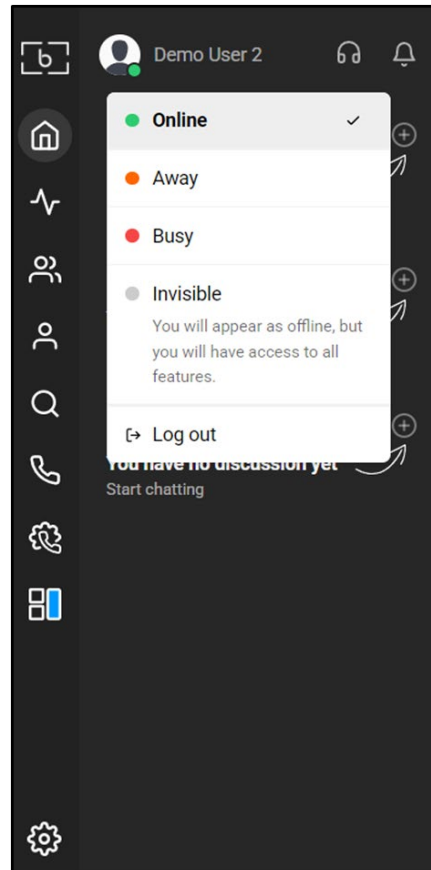 b
Demo User 2
Online
Away
Busy
Invisible
You will appear as offline, but
you will have access to all
features.
Log out
You have no discussion yet
Start chatting